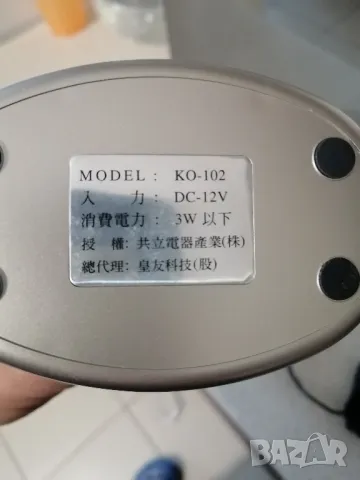 MODEL : KO-102
入 力 : DC-12V
消費電力 : 3W 以下
授 權 : 共立電器產業(株)
總代理 : 皇友科技(股)
BAZAR